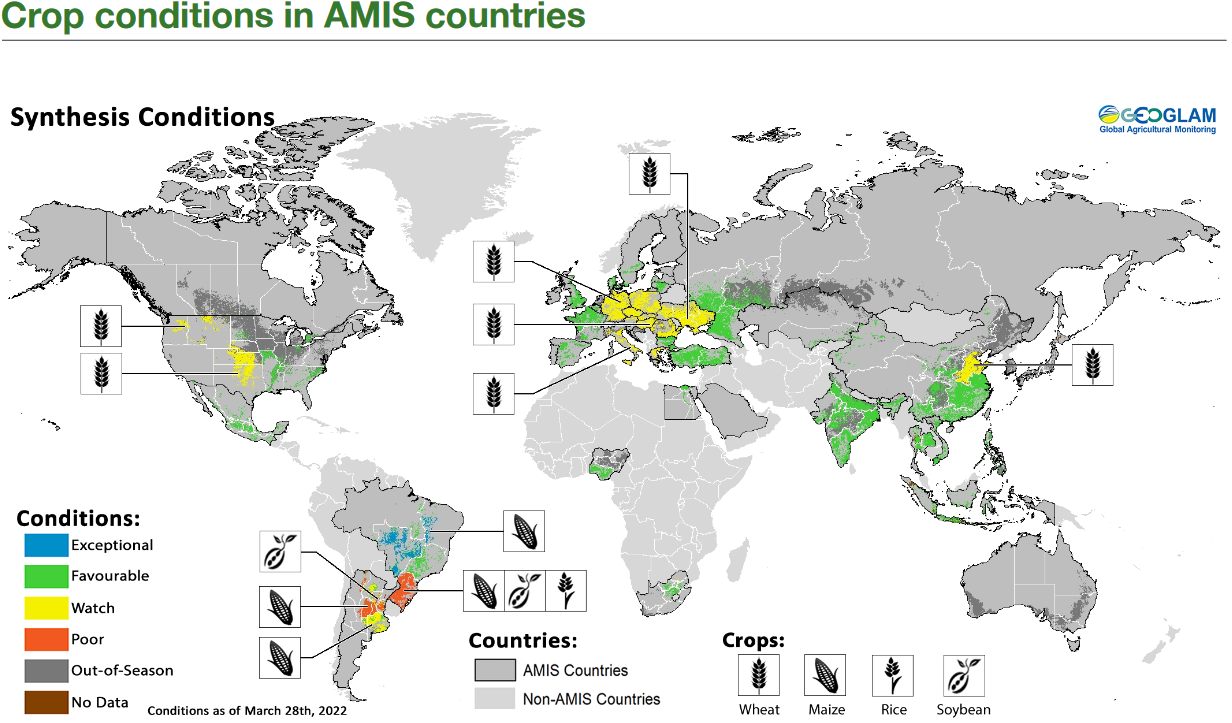 Crop conditions in AMIS countries
Synthesis Conditions
GEOGLAM
Global Agricultural Monitoring
Conditions:
Exceptional
Favourable
Watch
Poor
Out-of-Season
No Data
Conditions as of March 28th, 2022
Countries:
AMIS Countries
Non-AMIS Countries
Crops:
Wheat
Maize
Rice
Soybean